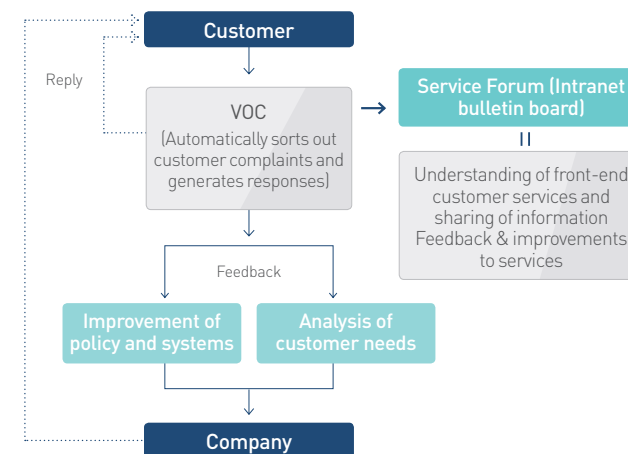 Customer
Reply
VOC
(Automatically sorts out
customer complaints and
generates responses)
Service Forum (Intranet
bulletin board)
Understanding of front-end
customer services and
sharing of information
Feedback & improvements
to services
Feedback
Improvement of
policy and systems
Analysis of
customer needs
Company